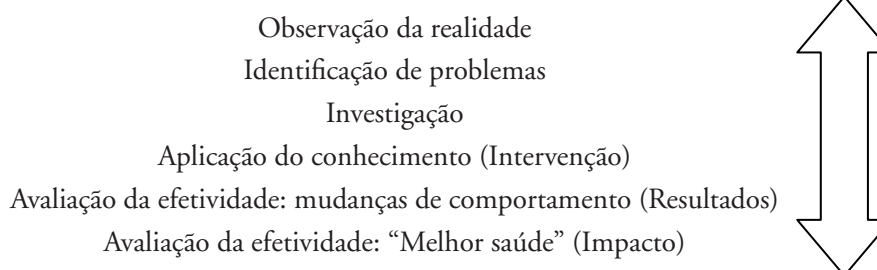 Observação da realidade
Identificação de problemas
Investigação
Aplicação do conhecimento (Intervenção)
Avaliação da efetividade: mudanças de comportamento (Resultados)
Avaliação da efetividade: “Melhor saúde” (Impacto)